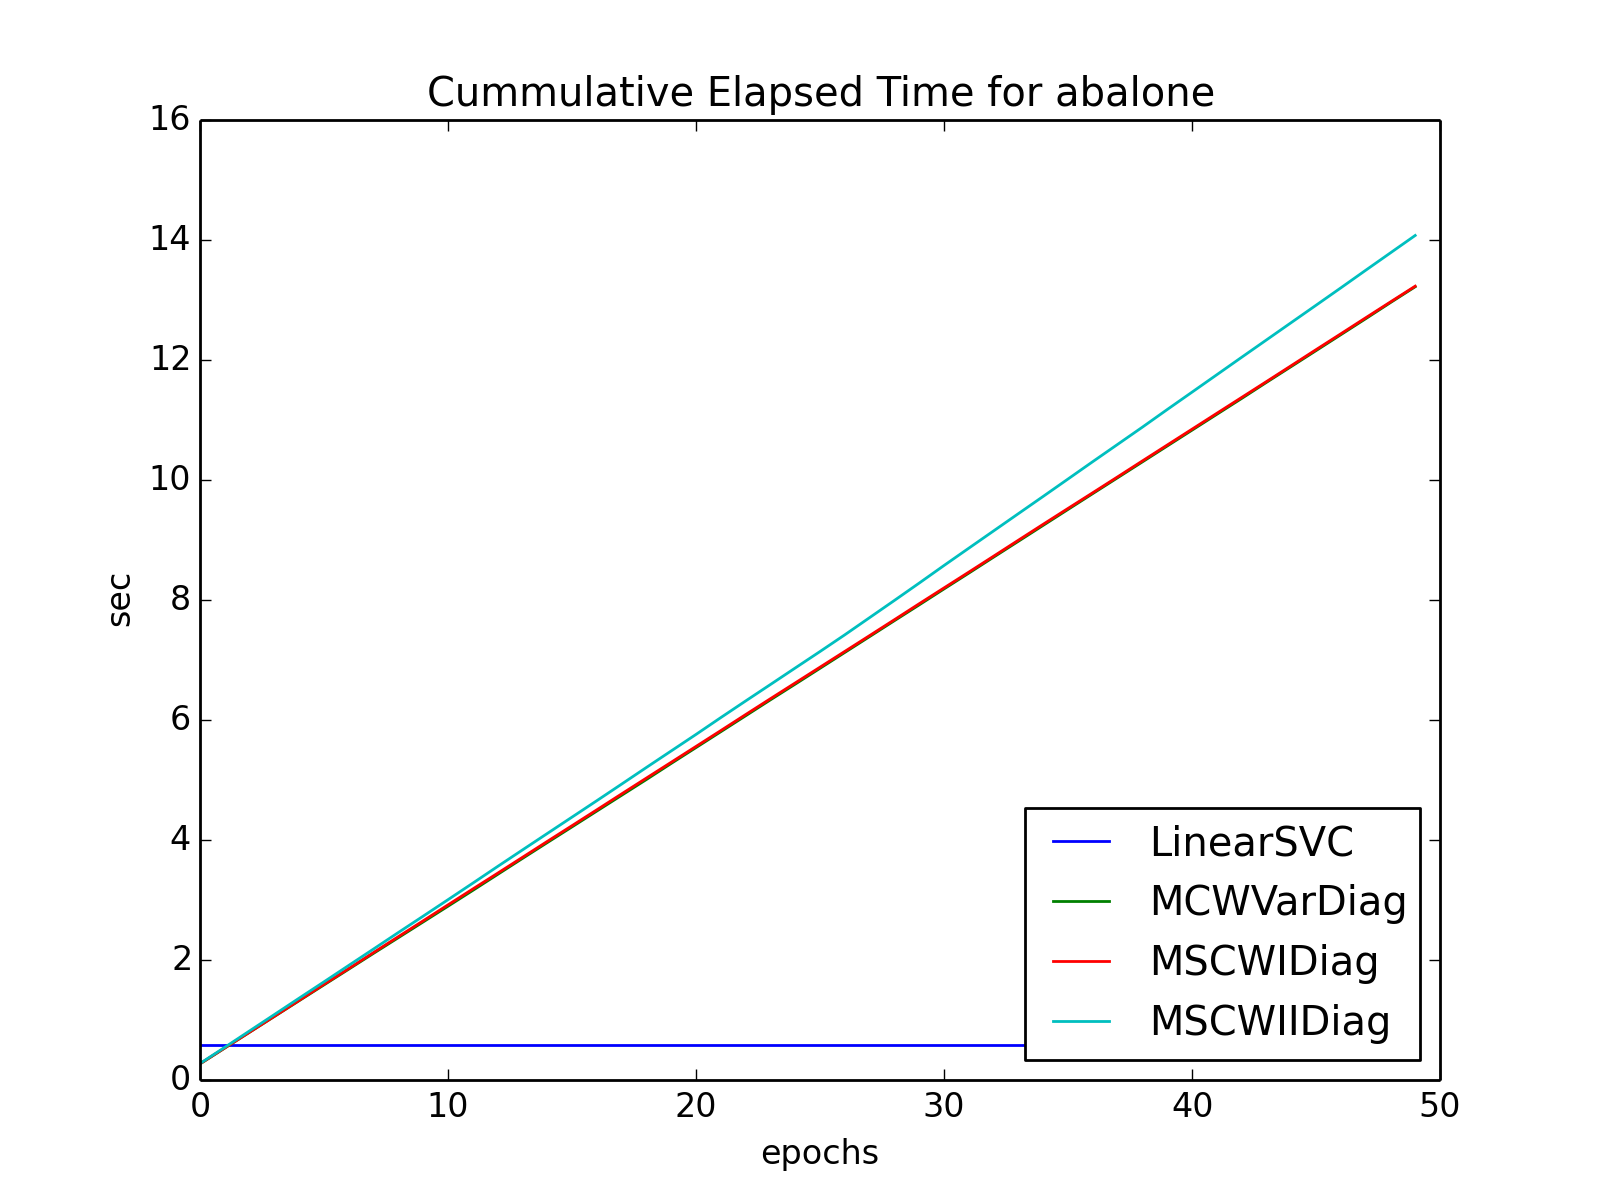 Cummulative Elapsed Time for abalone
16
14
12
10
8
6
4
2
0
sec
0 10 20 30 40 50
epochs
LinearSVC
MCWVarDiag
MSCWIDiag
MSCWIIDiag